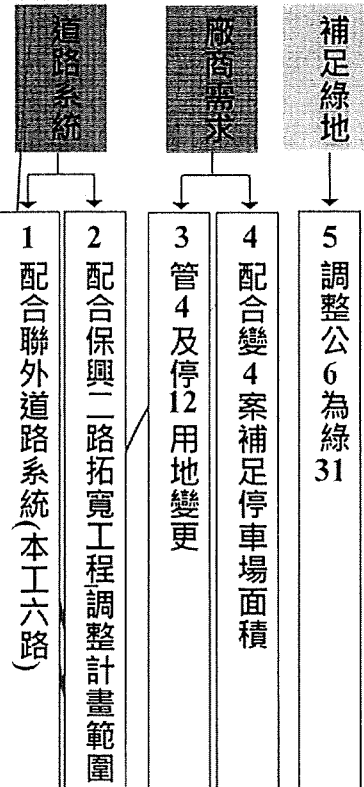 補足綠地
5 調整公6為綠31
廠商需求
4 配合變4案補足停車場面積
3 管4及停12用地變更
道路系統
2 配合保興二路拓寬工程調整計畫範圍
1 配合聯外道路系統(本工六路)